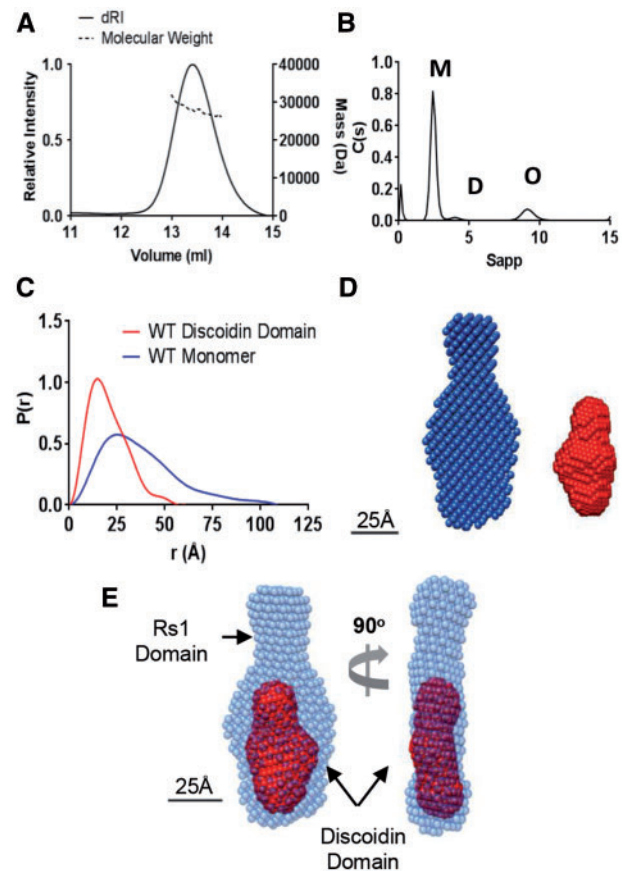 A
dRI
Molecular Weight
Relative Intensity
1.0
0.5
0.0
11 12 13 14 15
Volume (ml)
40000
30000
20000
10000
0
Mass (Da)
B
M
D
O
C(s)
1.0
0.8
0.6
0.4
0.2
0.0
0 5 10 15
Sapp
C
WT Discoidin Domain
WT Monomer
P(r)
1.5
1.0
0.5
0.0
0 25 50 75 100 125
r (Å)
D
25Å
E
Rs1
Domain
90o
25Å
Discoidin
Domain